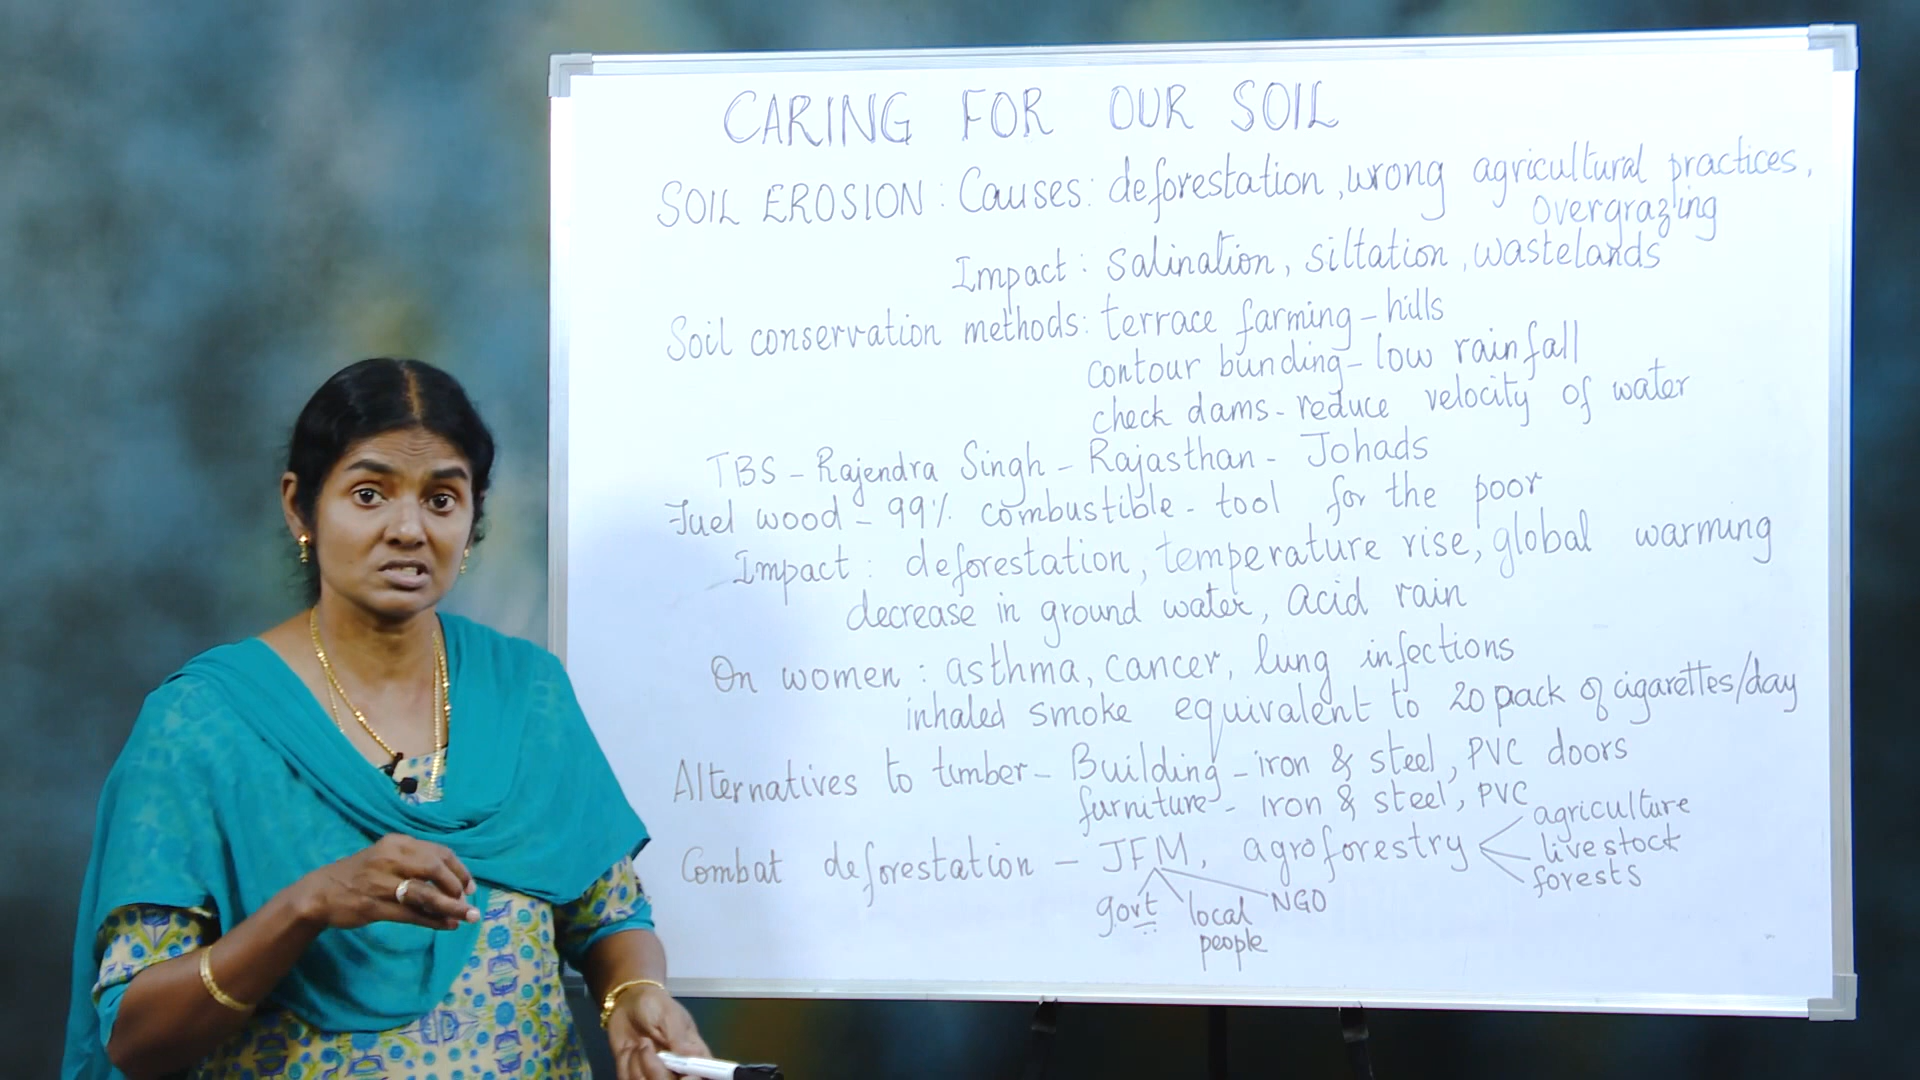 CARING FOR OUR SOIL
SOIL EROSION: Causes: deforestation, wrong agricultural practices,
overgrazing
Impact: salination, siltation, wastelands
Soil conservation methods: terrace farming - hills
contour bunding - low rainfall
check dams - reduce velocity of water
TBS - Rajendra Singh - Rajasthan - Johads
Fuel wood - 99% combustible - tool for the poor
Impact: deforestation, temperature rise, global warming
decrease in ground water, acid rain
On women: asthma, cancer, lung infections
inhaled smoke equivalent to 20 pack of cigarettes/day
Alternatives to timber - Building - iron & steel, PVC doors
furniture - iron & steel, PVC
Combat deforestation - JFM, agroforestry
agriculture
livestock
forests
govt
local people
NGO